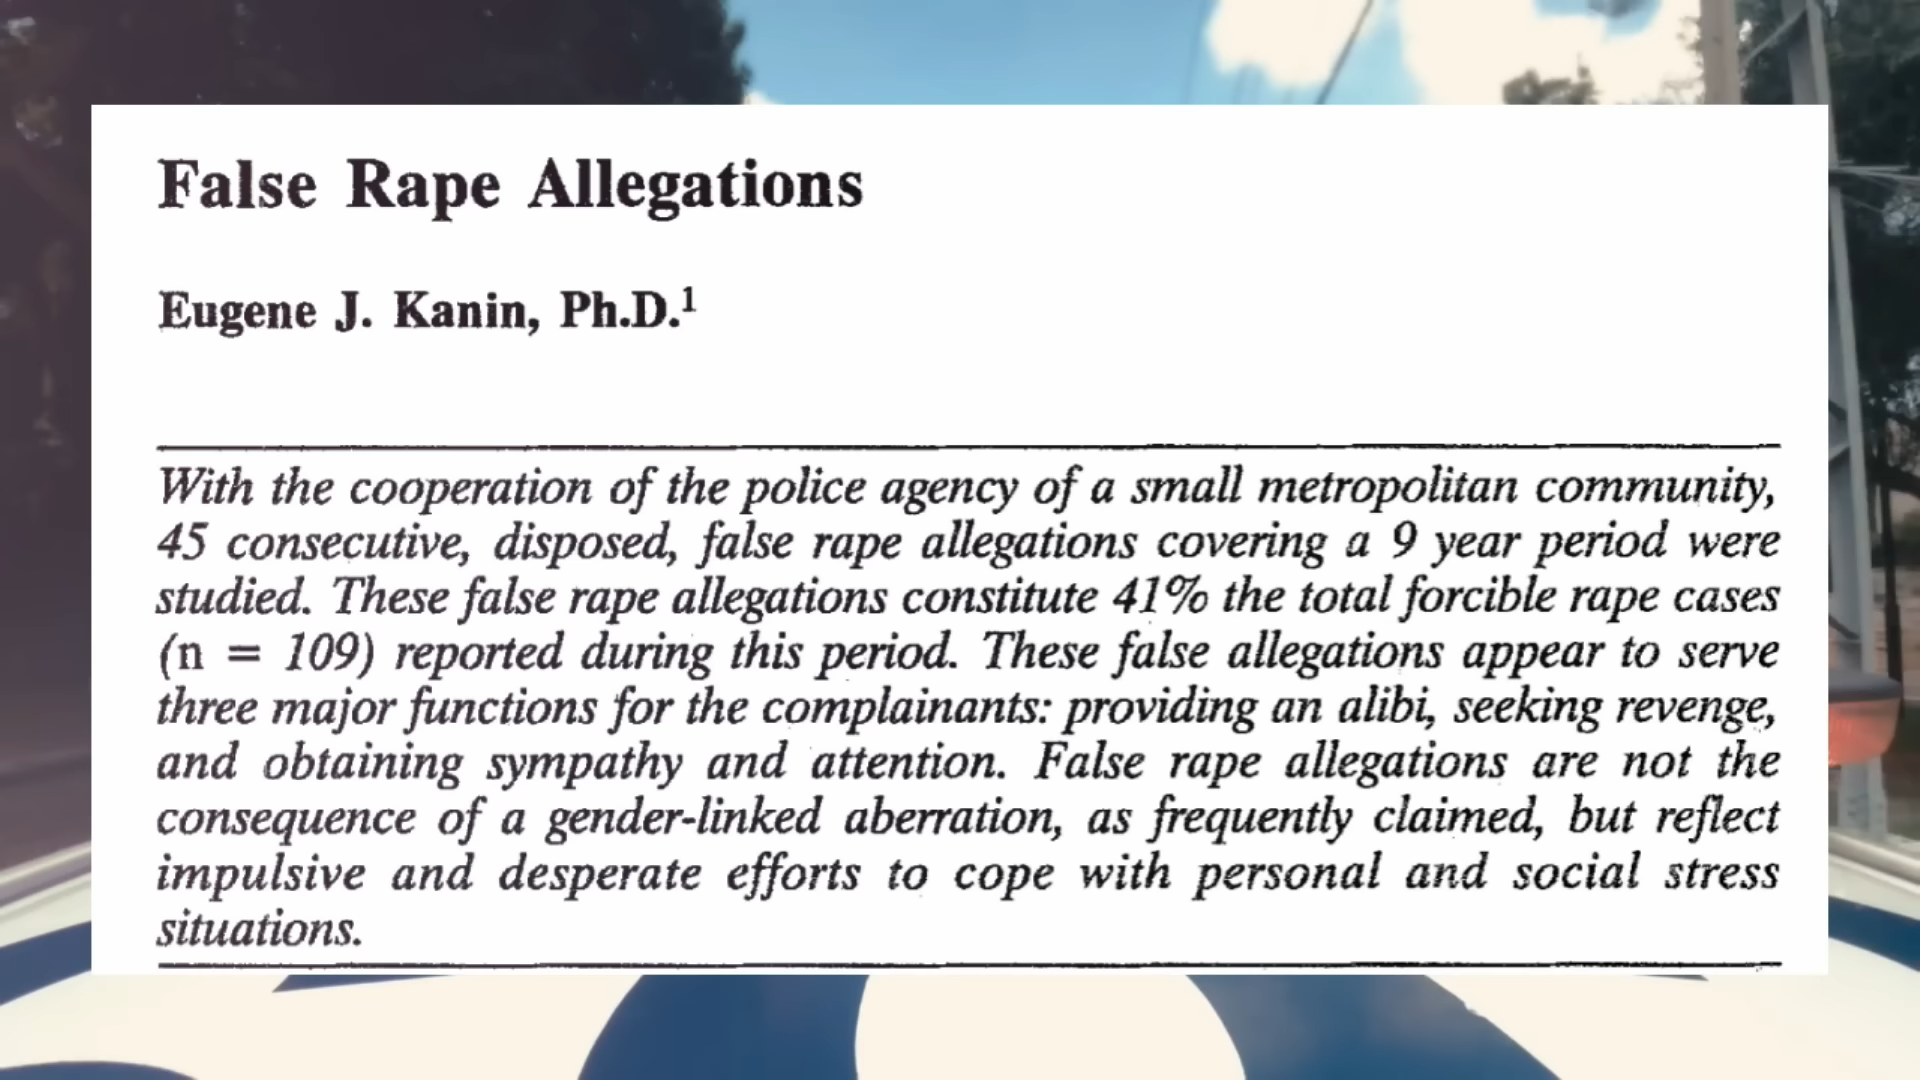 False Rape Allegations
Eugene J. Kanin, Ph.D.1
With the cooperation of the police agency of a small metropolitan community,
45 consecutive, disposed, false rape allegations covering a 9 year period were
studied. These false rape allegations constitute 41% the total forcible rape cases
(n = 109) reported during this period. These false allegations appear to serve
three major functions for the complainants: providing an alibi, seeking revenge,
and obtaining sympathy and attention. False rape allegations are not the
consequence of a gender-linked aberration, as frequently claimed, but reflect
impulsive and desperate efforts to cope with personal and social stress
situations.